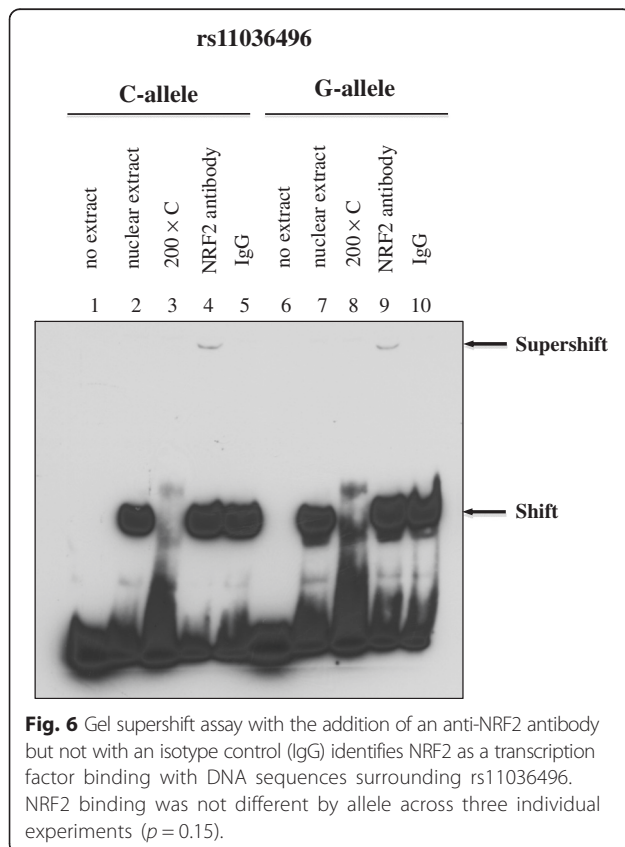 rs11036496
C-allele G-allele
no extract
nuclear extract
200 × C
NRF2 antibody
IgG
no extract
nuclear extract
200 × C
NRF2 antibody
IgG
1 2 3 4 5 6 7 8 9 10
Supershift
Shift
Fig. 6 Gel supershift assay with the addition of an anti-NRF2 antibody
but not with an isotype control (IgG) identifies NRF2 as a transcription
factor binding with DNA sequences surrounding rs11036496.
NRF2 binding was not different by allele across three individual
experiments (p = 0.15).